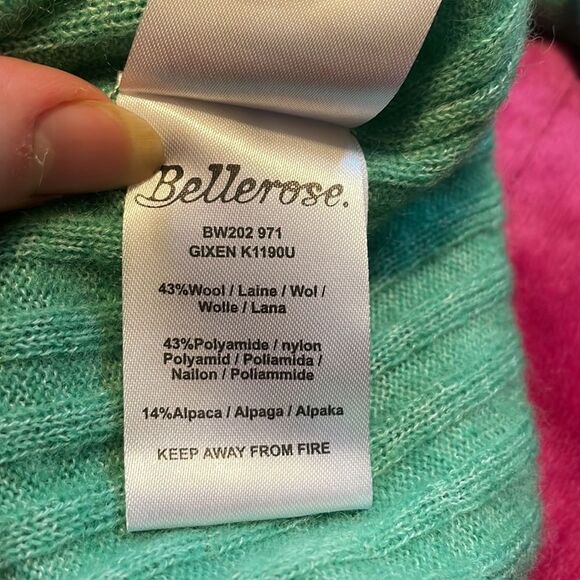 Bellerose.
BW202 971
GIXEN K1190U
43%Wool / Laine / Wol /
Wolle / Lana
43%Polyamide / nylon
Polyamid / Poliamida /
Nailon / Poliammide
14%Alpaca / Alpaga / Alpaka
KEEP AWAY FROM FIRE